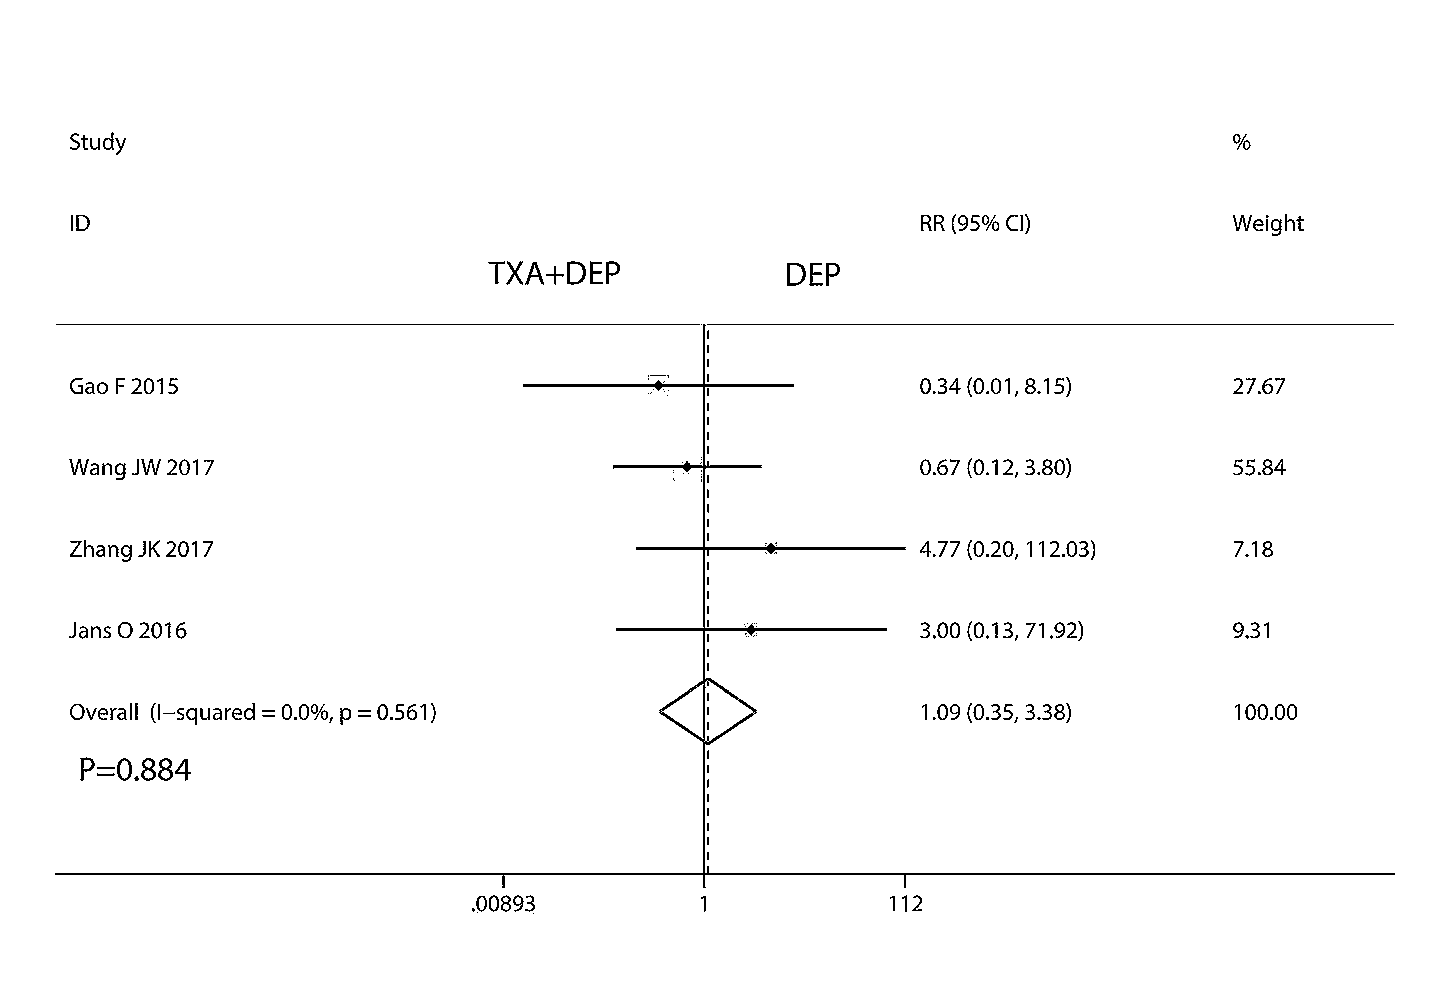 Study %
ID RR (95% CI) Weight
TXA+DEP DEP
Gao F 2015 0.34 (0.01, 8.15) 27.67
Wang JW 2017 0.67 (0.12, 3.80) 55.84
Zhang JK 2017 4.77 (0.20, 112.03) 7.18
Jans O 2016 3.00 (0.13, 71.92) 9.31
Overall (I−squared = 0.0%, p = 0.561) 1.09 (0.35, 3.38) 100.00
P=0.884
.00893 1 112